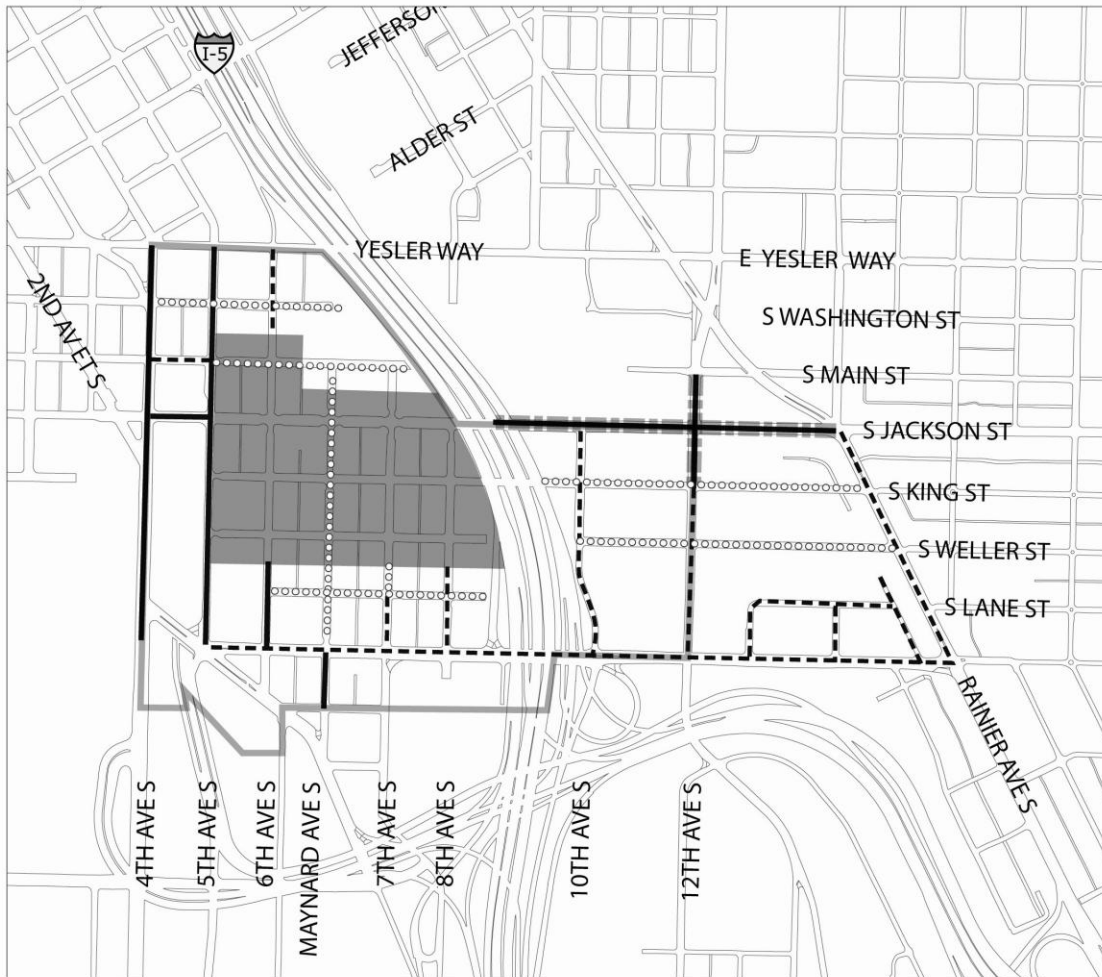 JEFFERSON
I-5
ALDER ST
YESLER WAY
E YESLER WAY
2ND AV ET S
S WASHINGTON ST
S MAIN ST
S JACKSON ST
S KING ST
S WELLER ST
S LANE ST
RAINIER AVE S
4TH AVE S
5TH AVE S
6TH AVE S
MAYNARD AVE S
7TH AVE S
8TH AVE S
10TH AVE S
12TH AVE S